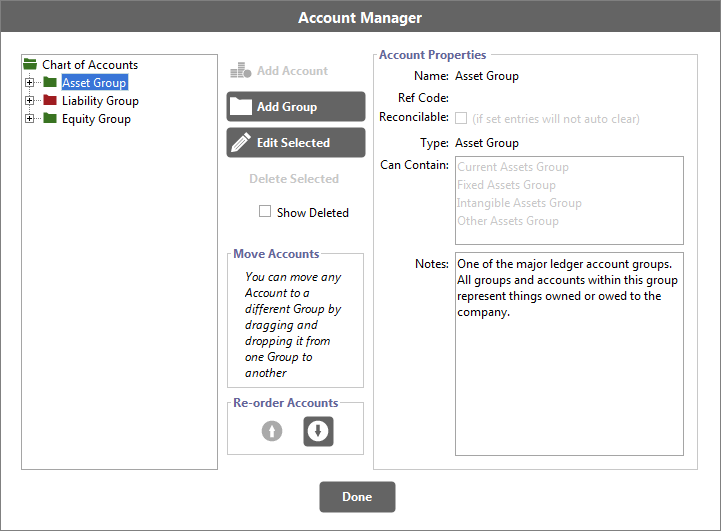 Account Manager
Chart of Accounts
Asset Group
Liability Group
Equity Group
Add Account
Add Group
Edit Selected
Delete Selected
Show Deleted
Move Accounts
You can move any
Account to a
different Group by
dragging and
dropping it from
one Group to
another
Re-order Accounts
Account Properties
Name: Asset Group
Ref Code:
Reconcilable: (if set entries will not auto clear)
Type: Asset Group
Can Contain: Current Assets Group
Fixed Assets Group
Intangible Assets Group
Other Assets Group
Notes: One of the major ledger account groups.
All groups and accounts within this group
represent things owned or owed to the
company.
Done